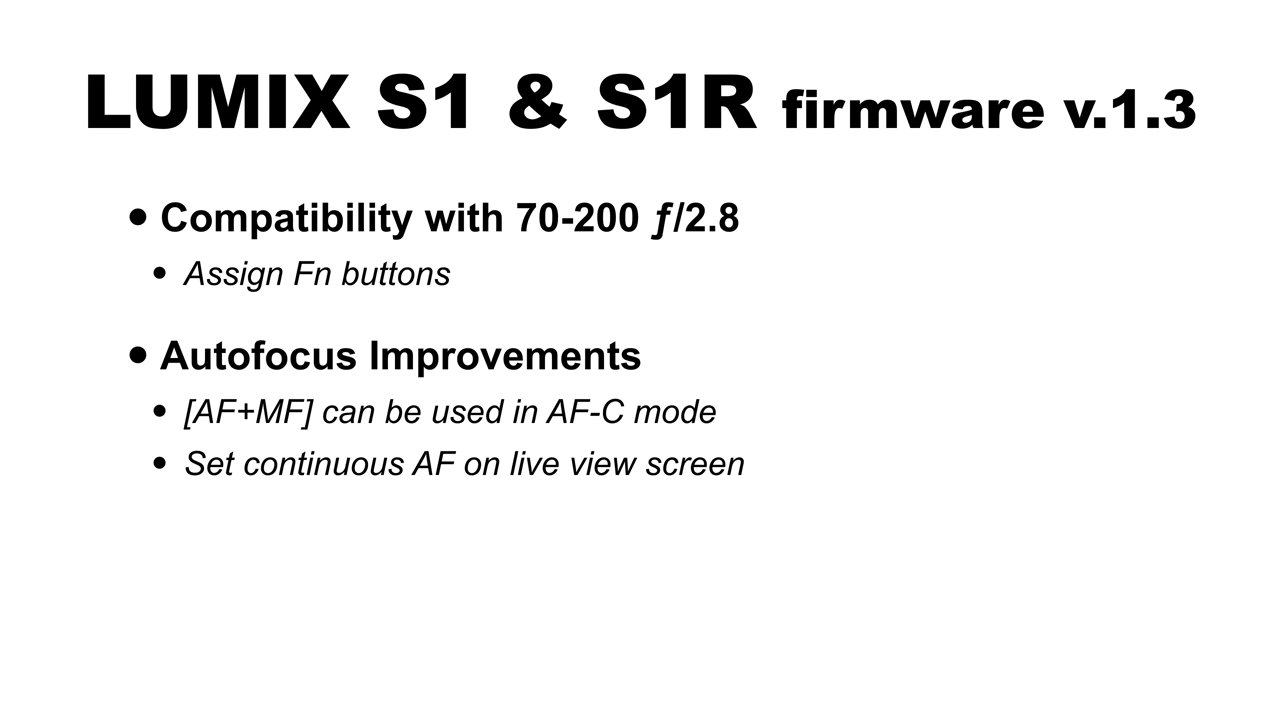 LUMIX S1 & S1R firmware v.1.3
• Compatibility with 70-200 ƒ/2.8
• Assign Fn buttons
• Autofocus Improvements
• [AF+MF] can be used in AF-C mode
• Set continuous AF on live view screen